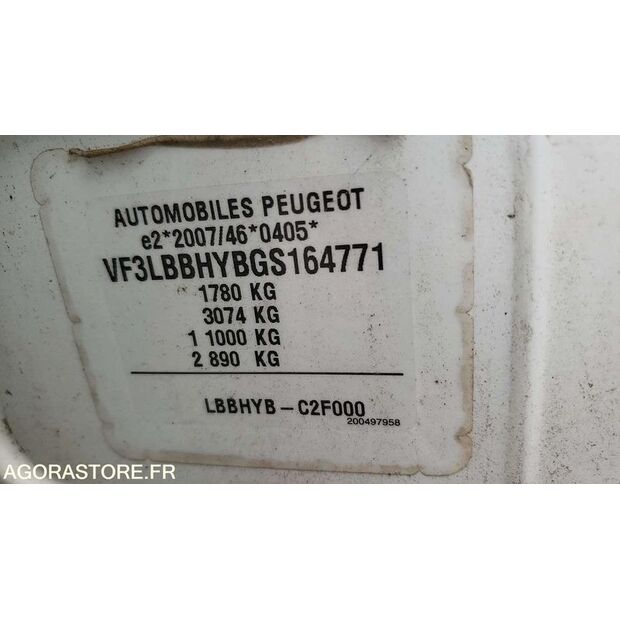 AUTOMOBILES PEUGEOT
e2*2007/46*0405*
VF3LBBHYBGS164771
1780 KG
3074 KG
1 1000 KG
2 890 KG
LBBHYB – C2F000
200497958
AGORASTORE.FR